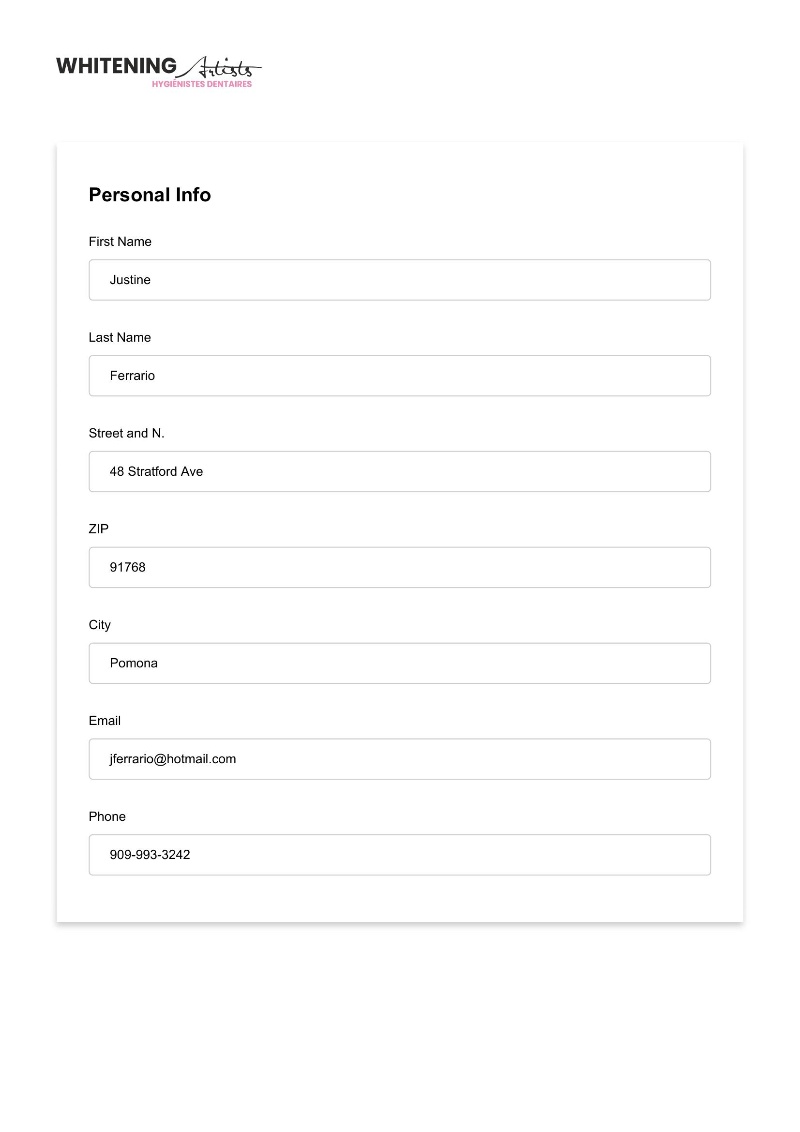 WHITENING Artists
HYGIÉNISTES DENTAIRES
Personal Info
First Name
Justine
Last Name
Ferrario
Street and N.
48 Stratford Ave
ZIP
91768
City
Pomona
Email
jferrario@hotmail.com
Phone
909-993-3242